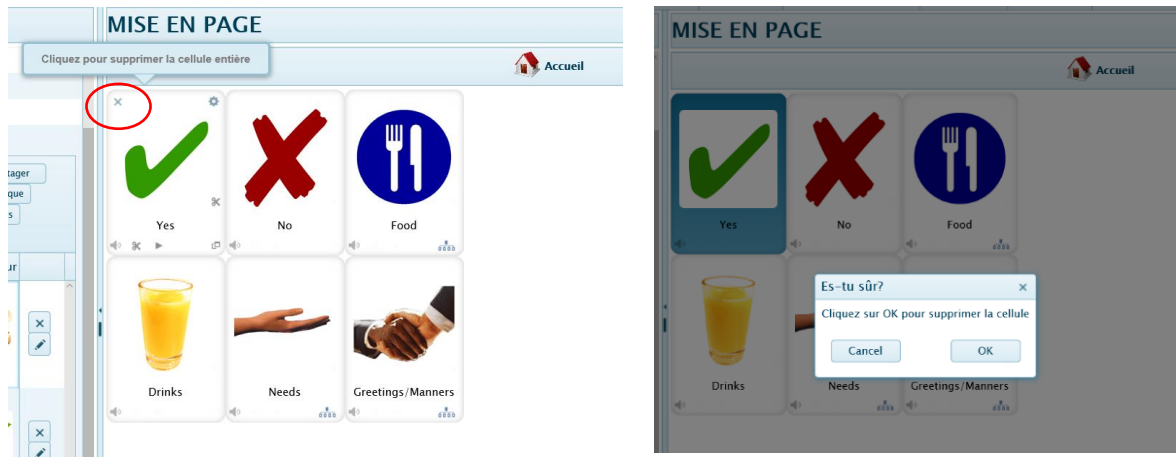 MISE EN PAGE
Cliquez pour supprimer la cellule entière
Accueil
tager
que
s
ur
Yes
No
Food
Drinks
Needs
Greetings/Manners
MISE EN PAGE
Accueil
Yes
No
Food
Es-tu sûr?
Cliquez sur OK pour supprimer la cellule
Cancel
OK
Drinks
Needs
Greetings/Manners